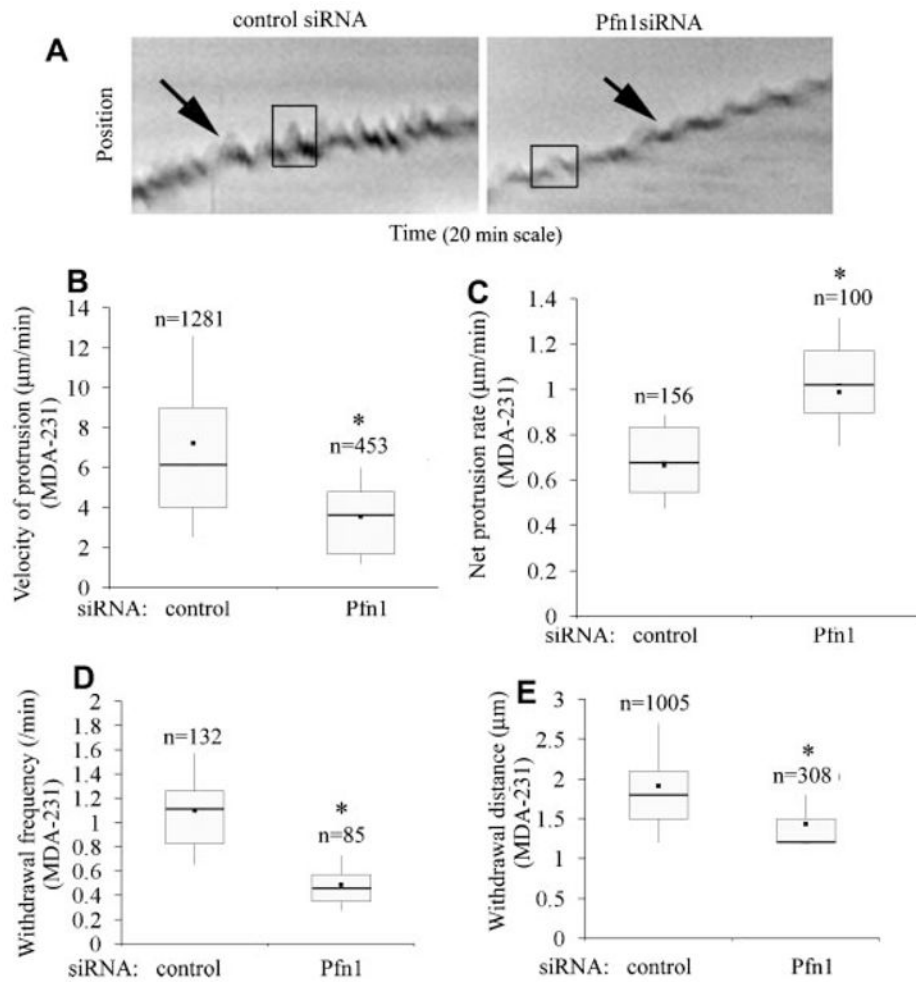 control siRNA
Pfn1siRNA
A
Position
Time (20 min scale)
B
Velocity of protrusion (µm/min)
(MDA-231)
14
12
10
8
6
4
2
0
n=1281
*
n=453
siRNA: control Pfn1
C
Net protrusion rate (µm/min)
(MDA-231)
1.4
1.2
1
0.8
0.6
0.4
0.2
0
n=156
*
n=100
siRNA: control Pfn1
D
Withdrawal frequency (/min)
(MDA-231)
2
1.8
1.6
1.4
1.2
1
0.8
0.6
0.4
0.2
0
n=132
*
n=85
siRNA: control Pfn1
E
Withdrawal distance (µm)
(MDA-231)
3
2.5
2
1.5
1
0.5
0
n=1005
*
n=308
siRNA: control Pfn1